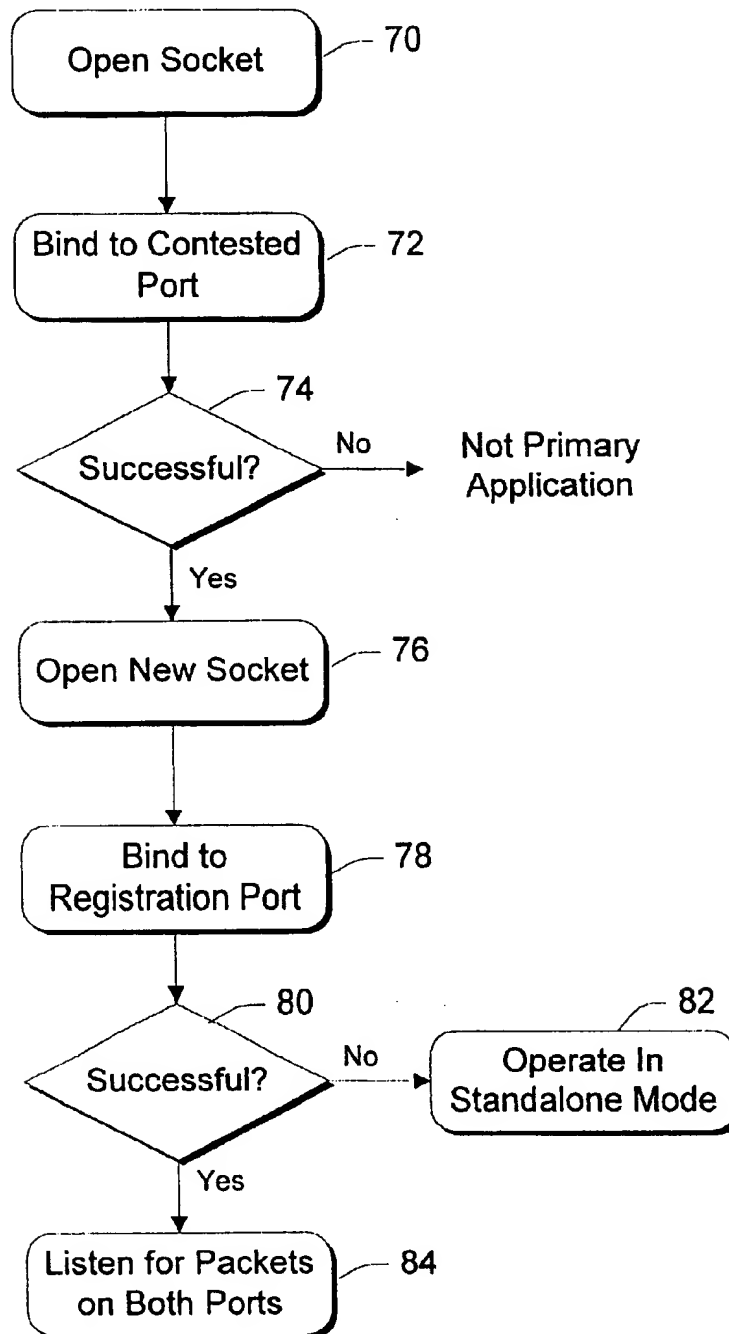 Open Socket
70
Bind to Contested
Port
72
74
Successful?
No
Not Primary
Application
Yes
Open New Socket
76
Bind to
Registration Port
78
80
Successful?
No
82
Operate In
Standalone Mode
Yes
Listen for Packets
on Both Ports
84